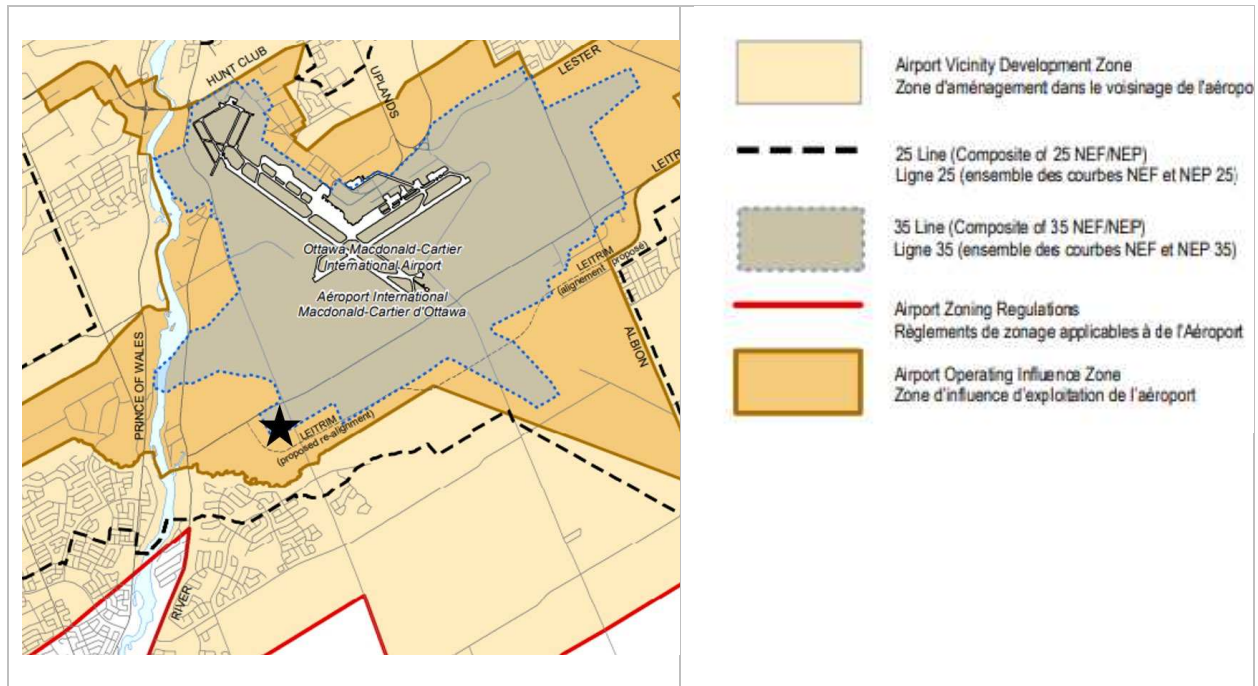 HUNT CLUB
UPLANDS
LESTER
LEITR
Ottawa Macdonald-Cartier
International Airport
Aéroport International
Macdonald-Cartier d'Ottawa
LEITRIM
(alignement proposé)
PRINCE OF WALES
ALBION
LEITRIM
(proposed re-alignment)
RIVER
Airport Vicinity Development Zone
Zone d'aménagement dans le voisinage de l'aéropo
25 Line (Composite of 25 NEF/NEP)
Ligne 25 (ensemble des courbes NEF et NEP 25)
35 Line (Composite of 35 NEF/NEP)
Ligne 35 (ensemble des courbes NEF et NEP 35)
Airport Zoning Regulations
Règlements de zonage applicables à de l'Aéroport
Airport Operating Influence Zone
Zone d'influence d'exploitation de l'aéroport